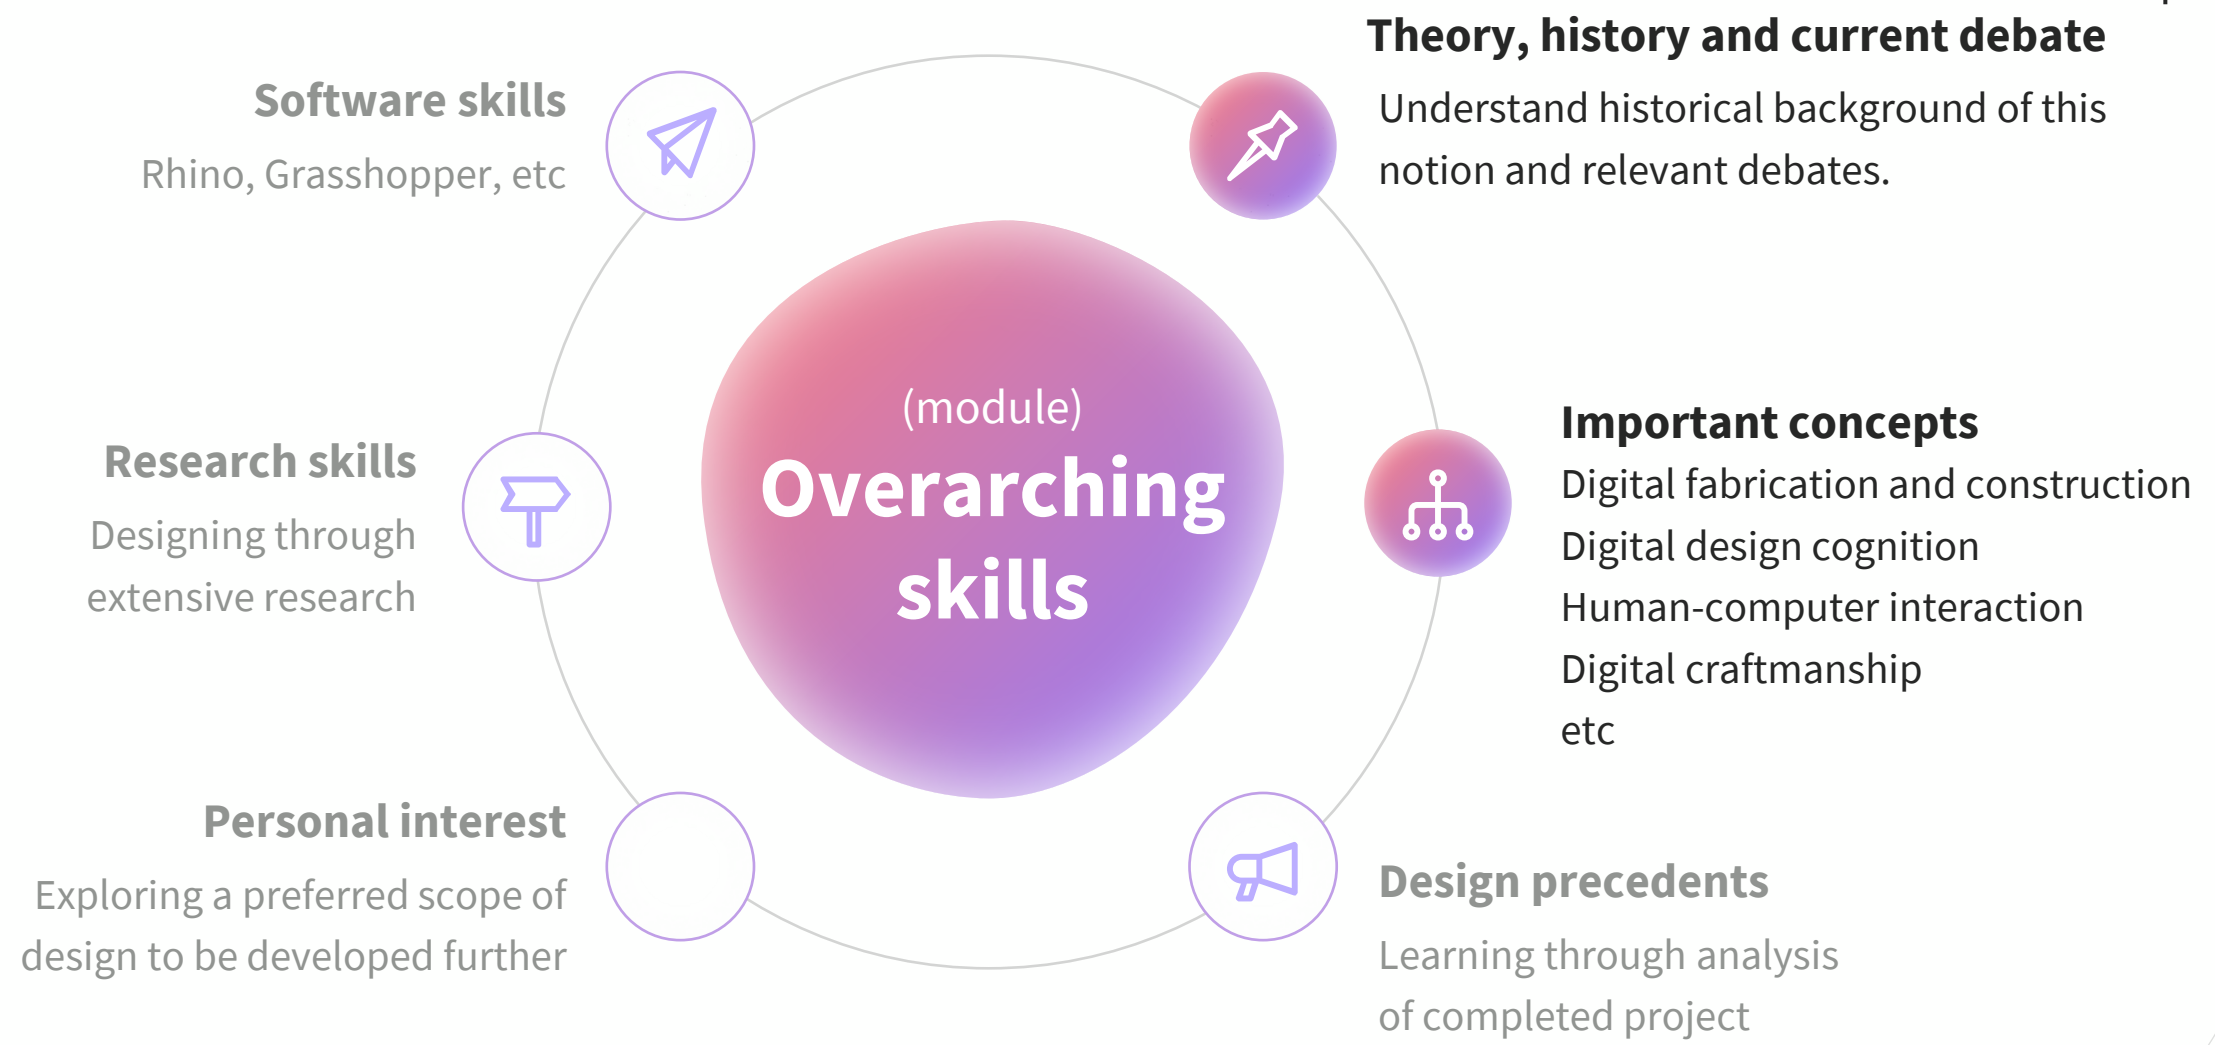 Theory, history and current debate
Understand historical background of this
notion and relevant debates.
Software skills
Rhino, Grasshopper, etc
(module)
Overarching
skills
Important concepts
Digital fabrication and construction
Digital design cognition
Human-computer interaction
Digital craftmanship
etc
Research skills
Designing through
extensive research
Personal interest
Exploring a preferred scope of
design to be developed further
Design precedents
Learning through analysis
of completed project